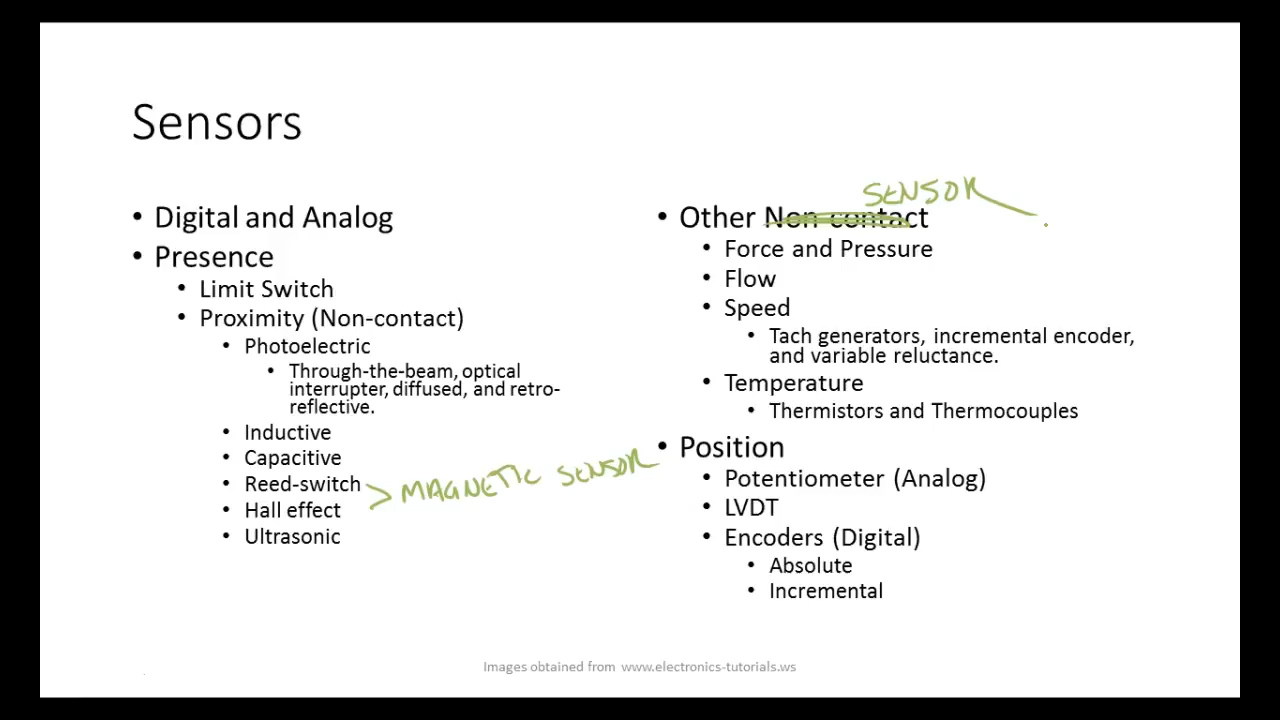 Sensors
Digital and Analog
Presence
Limit Switch
Proximity (Non-contact)
Photoelectric
Through-the-beam, optical
interrupter, diffused, and retro-
reflective.
Inductive
Capacitive
Reed-switch
Hall effect
> MAGNETIC SENSOR
Ultrasonic
SENSOR
Other Non-contact
Force and Pressure
Flow
Speed
Tach generators, incremental encoder,
and variable reluctance.
Temperature
Thermistors and Thermocouples
Position
Potentiometer (Analog)
LVDT
Encoders (Digital)
Absolute
Incremental
Images obtained from www.electronics-tutorials.ws